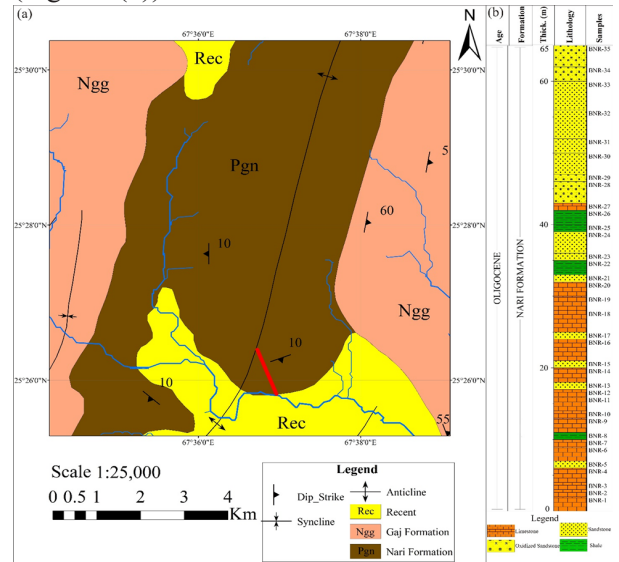 (a)
67°36'0"E
67°38'0"E
N
25°30'0"N
25°30'0"N
Rec
Ngg
Pgn
5
60
25°28'0"N
25°28'0"N
10
Ngg
10
25°26'0"N
25°26'0"N
10
Rec
55
67°36'0"E
67°38'0"E
Scale 1:25,000
0 0.5 1 2 3 4
Km
Legend
Dip_Strike
Anticline
Syncline
Rec Recent
Ngg Gaj Formation
Pgn Nari Formation
(b)
Age
Formation
Thick. (m)
Lithology
Samples
OLIGOCENE
NARI FORMATION
65
60
40
20
0
BNR-35
BNR-34
BNR-33
BNR-32
BNR-31
BNR-30
BNR-29
BNR-28
BNR-27
BNR-26
BNR-25
BNR-24
BNR-23
BNR-22
BNR-21
BNR-20
BNR-19
BNR-18
BNR-17
BNR-16
BNR-15
BNR-14
BNR-13
BNR-12
BNR-11
BNR-10
BNR-9
BNR-8
BNR-7
BNR-6
BNR-5
BNR-4
BNR-3
BNR-2
BNR-1
Legend
Limestone
Sandstone
Oxidized Sandstone
Shale